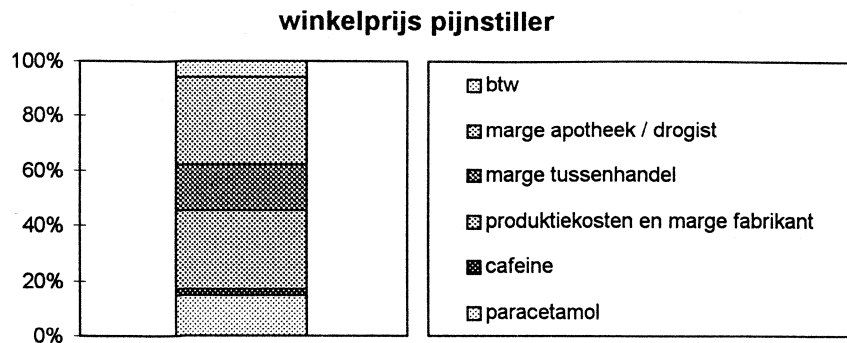 winkelprijs pijnstiller
100%
80%
60%
40%
20%
0%
btw
marge apotheek / drogist
marge tussenhandel
produktiekosten en marge fabrikant
cafeine
paracetamol